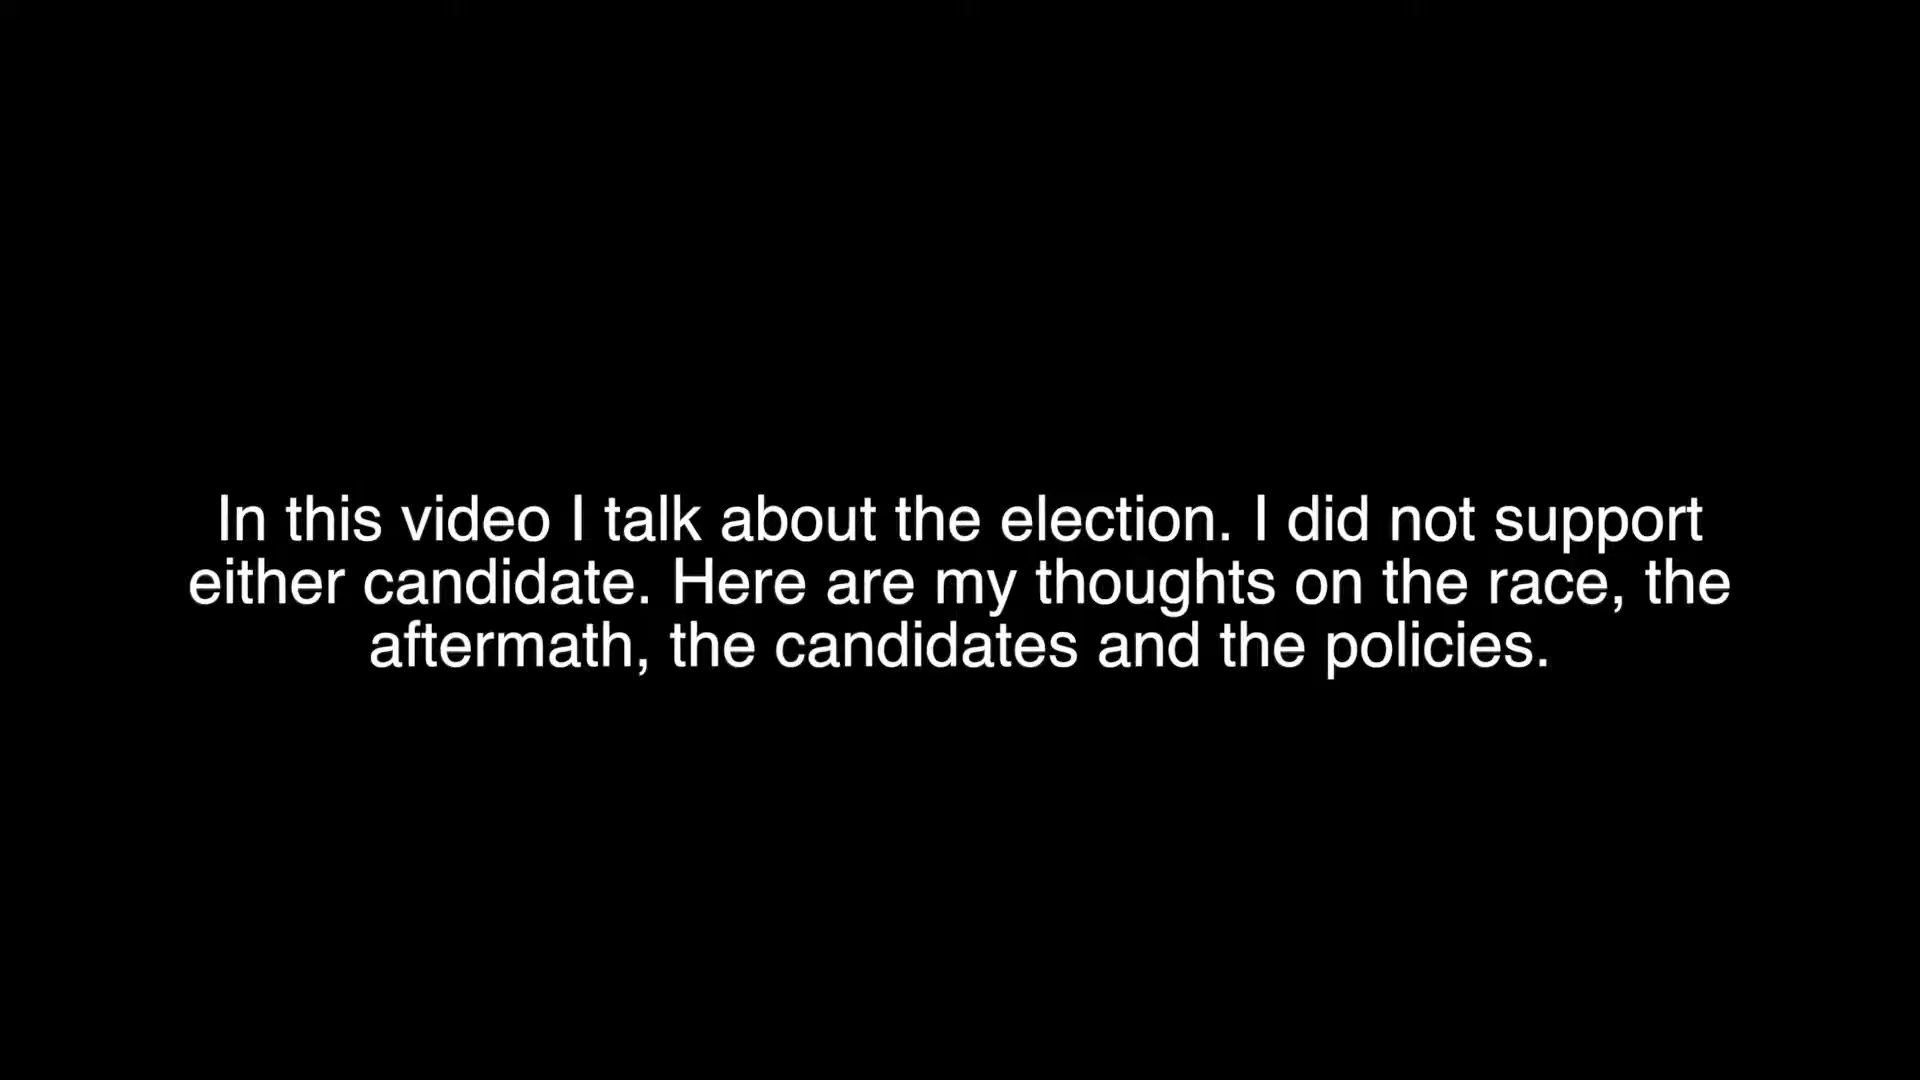 In this video I talk about the election. I did not support
either candidate. Here are my thoughts on the race, the
aftermath, the candidates and the policies.